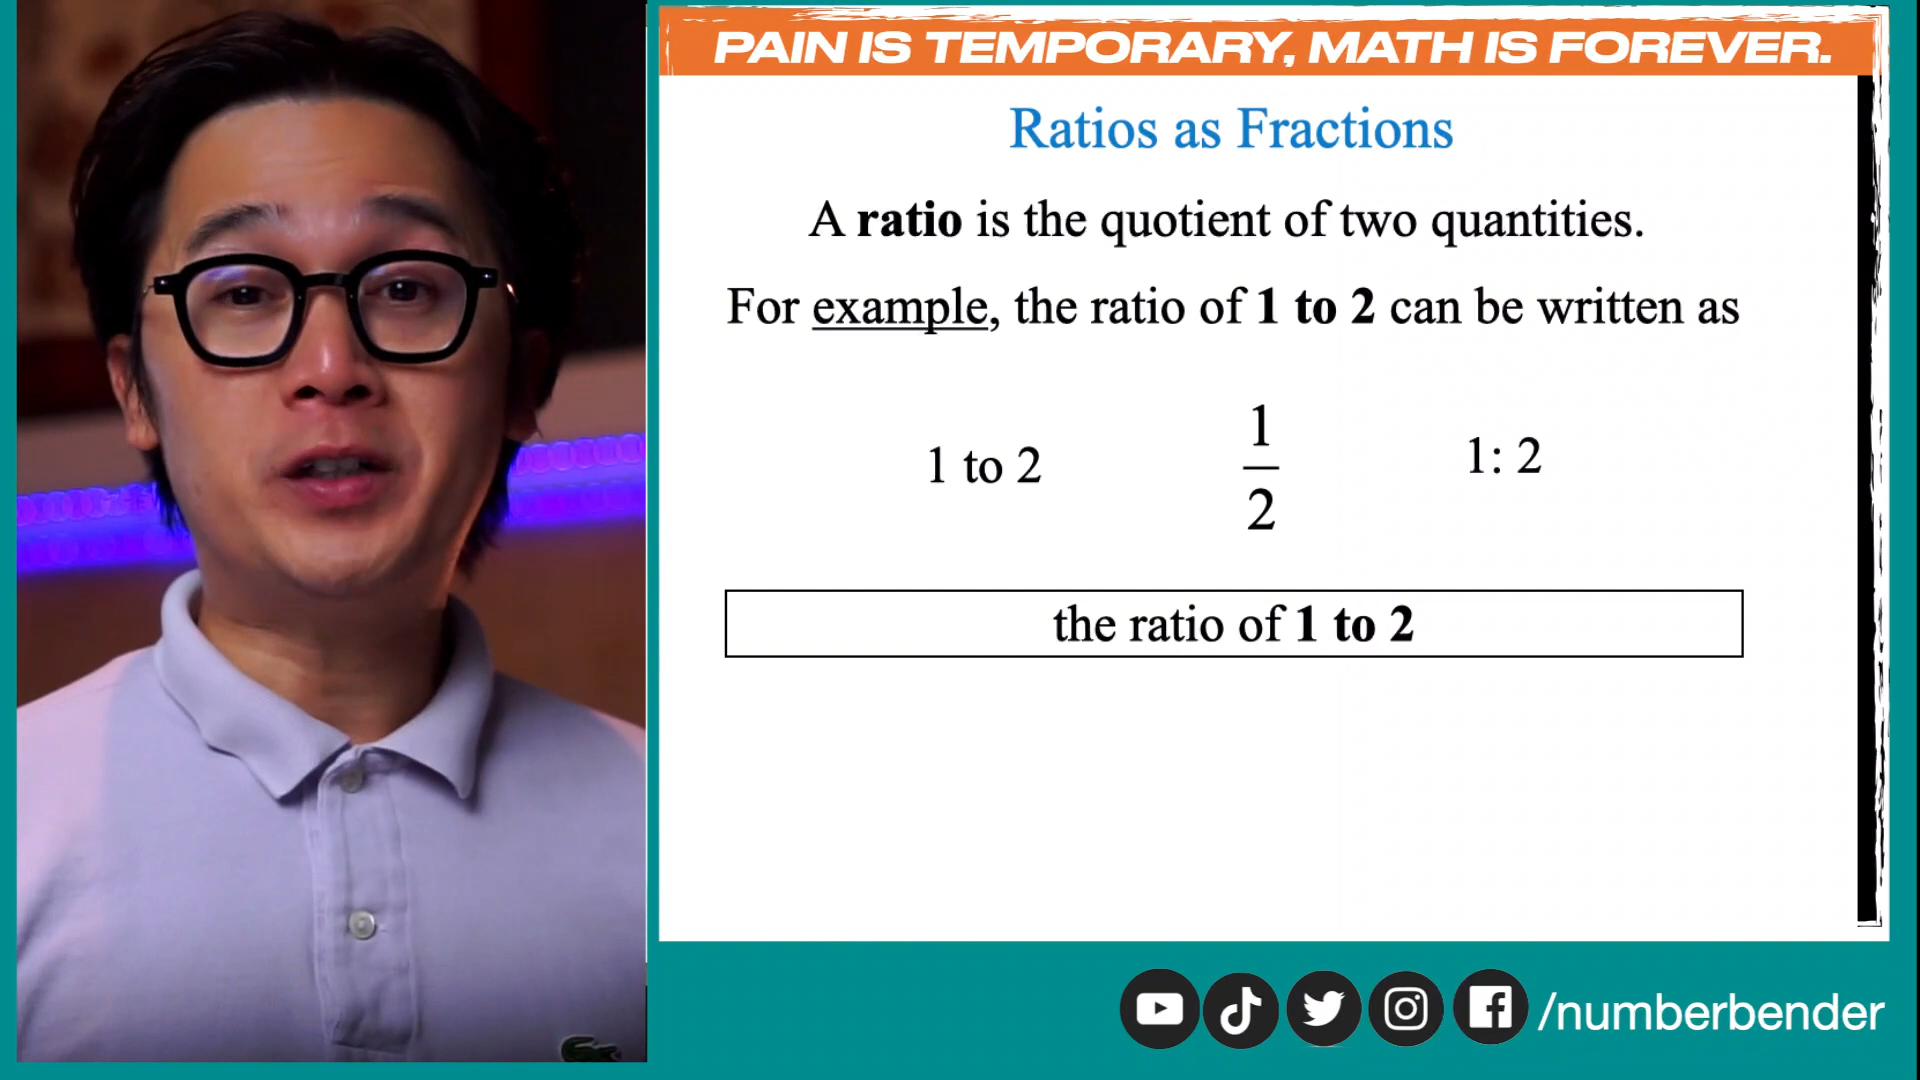 PAIN IS TEMPORARY, MATH IS FOREVER.
Ratios as Fractions
A ratio is the quotient of two quantities.
For example, the ratio of 1 to 2 can be written as
1 to 2
1
2
1: 2
the ratio of 1 to 2
/numberbender